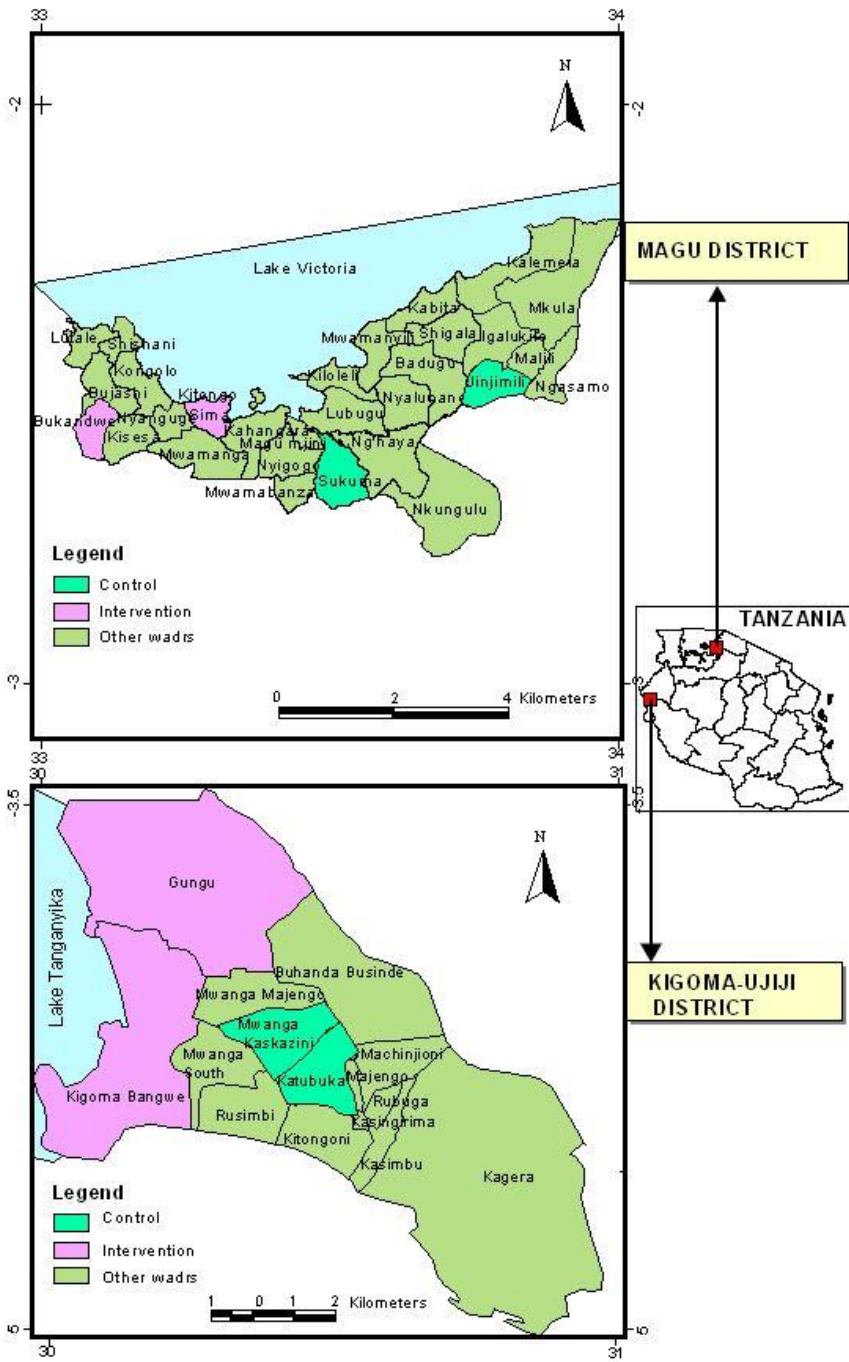 33
34
-2
-2
N
Lake Victoria
MAGU DISTRICT
Kalemela
Kabita
Mkula
Mwamanyili
Shigala
Igalukilo
Lutale
Shishani
Badugu
Malili
Kongolo
Kiloleli
Jinjimili
Bujashi
Kitongo
Nyalugane
Ngasamo
Sima
Lubugu
Bukandwe
Nyanguge
Kahangara
Kisesa
Magu mjini
Ng'haya
Mwamanga
Nyigogo
Sukuma
Mwamabanza
Nkungulu
Legend
Control
Intervention
Other wadrs
0 2 4 Kilometers
-3
-3
33
34
TANZANIA
30
31
-3.5
-3.5
N
Gungu
Lake Tanganyika
Buhanda Businde
KIGOMA-UJIJI
DISTRICT
Mwanga Majengo
Mwanga
Kaskazini
Mwanga
South
Machinjioni
Katubuka
Majengo
Kigoma Bangwe
Rubuga
Rusimbi
Kasingirima
Kitongoni
Kasimbu
Kagera
Legend
Control
Intervention
Other wadrs
1 0 1 2 Kilometers
5
5
30
31